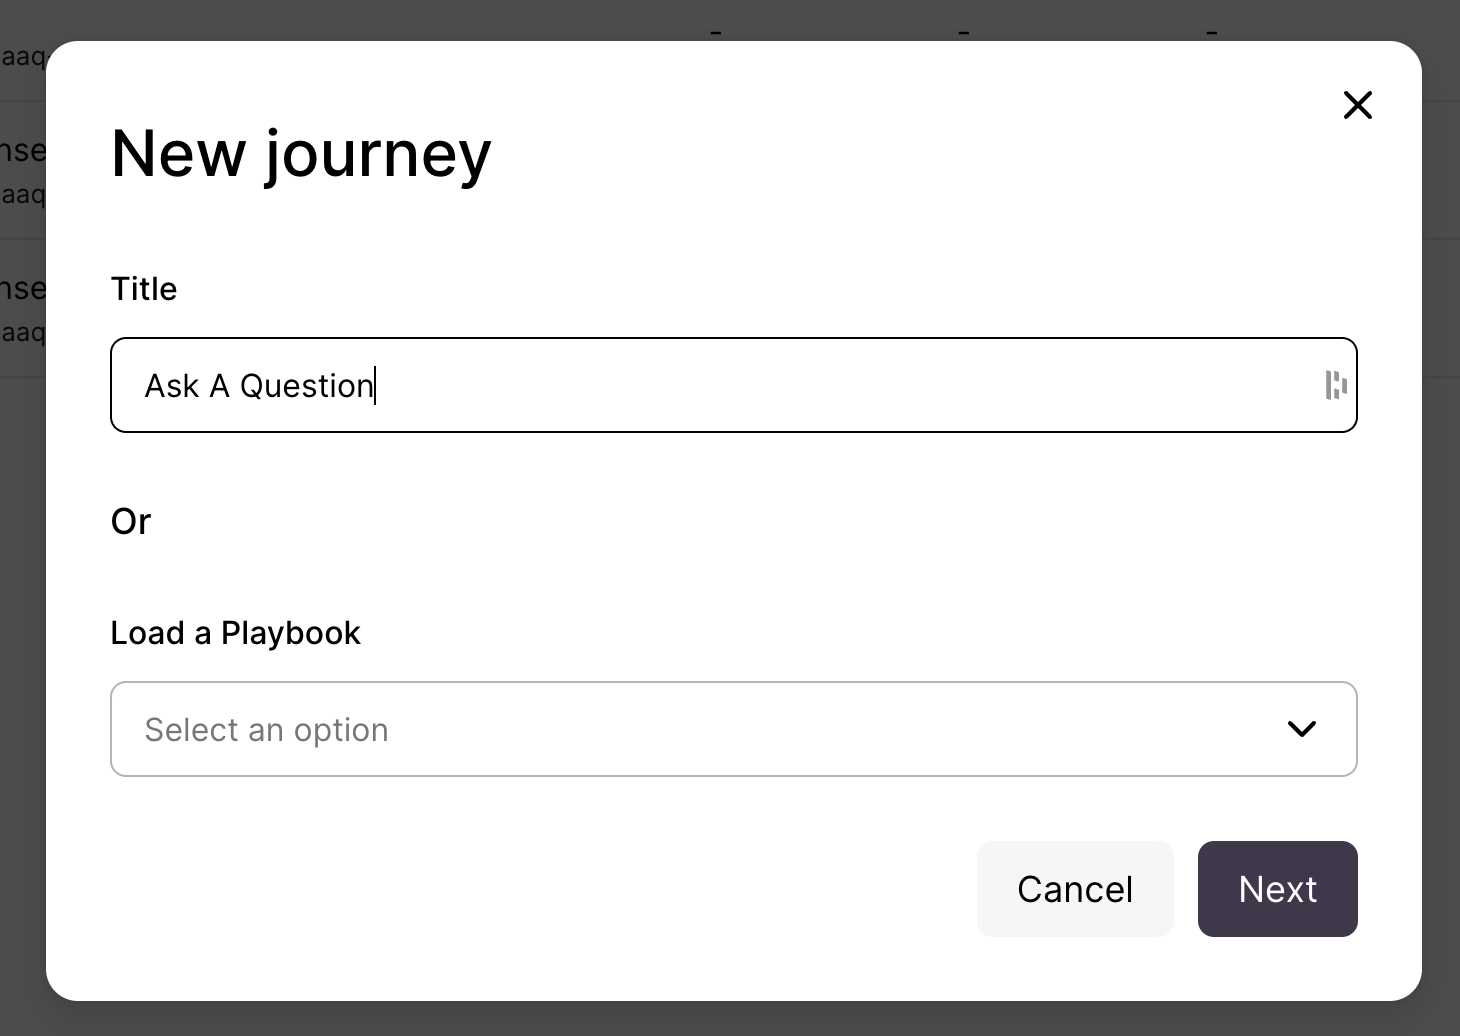 aaq-
nse
aaq
nse
aaq
New journey
Title
Ask A Question
Or
Load a Playbook
Select an option
Cancel
Next